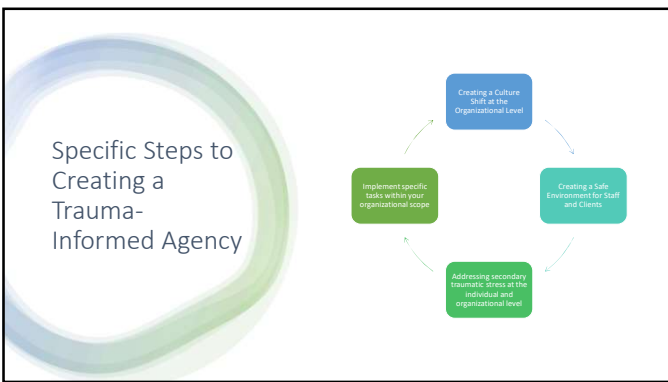 Specific Steps to
Creating a
Trauma-
Informed Agency
Creating a Culture
Shift at the
Organizational Level
Creating a Safe
Environment for Staff
and Clients
Addressing secondary
traumatic stress at the
individual and
organizational level
Implement specific
tasks within your
organizational scope